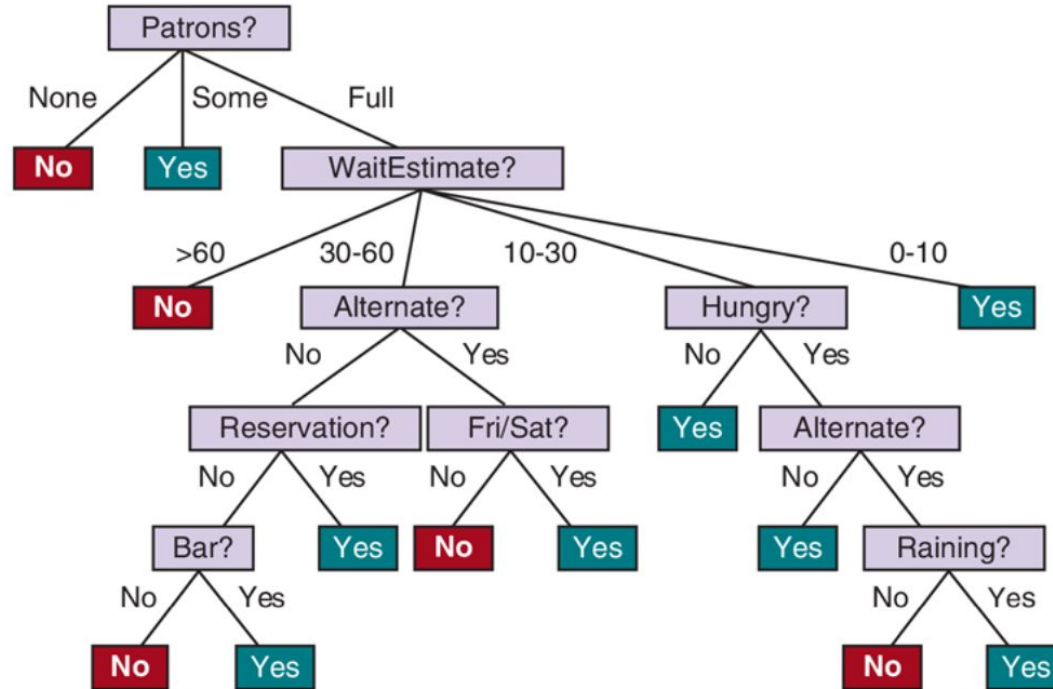 Patrons?
None Some Full
No Yes WaitEstimate?
>60 30-60 10-30 0-10
No Alternate? Hungry? Yes
No Yes No Yes
Reservation? Fri/Sat? Yes Alternate?
No Yes No Yes No Yes
Bar? Yes No Yes Yes Raining?
No Yes No Yes
No Yes No Yes